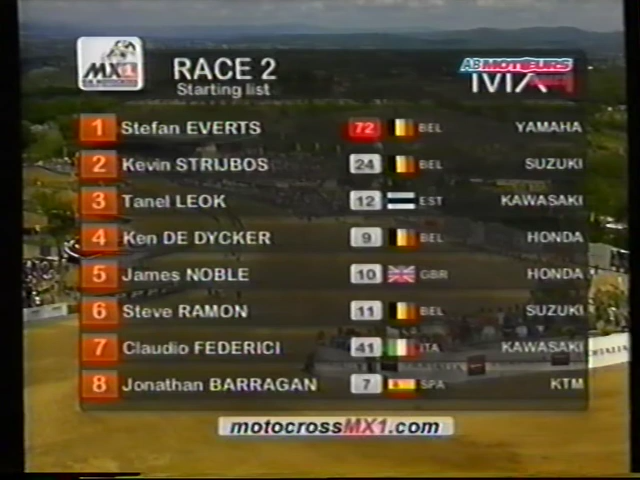 MX1
RACE 2
Starting list
AB MOTEURS
MX1
1 Stefan EVERTS 72 BEL YAMAHA
2 Kevin STRIJBOS 24 BEL SUZUKI
3 Tanel LEOK 12 EST KAWASAKI
4 Ken DE DYCKER 9 BEL HONDA
5 James NOBLE 10 GBR HONDA
6 Steve RAMON 11 BEL SUZUKI
7 Claudio FEDERICI 41 ITA KAWASAKI
8 Jonathan BARRAGAN 7 SPA KTM
motocrossMX1.com